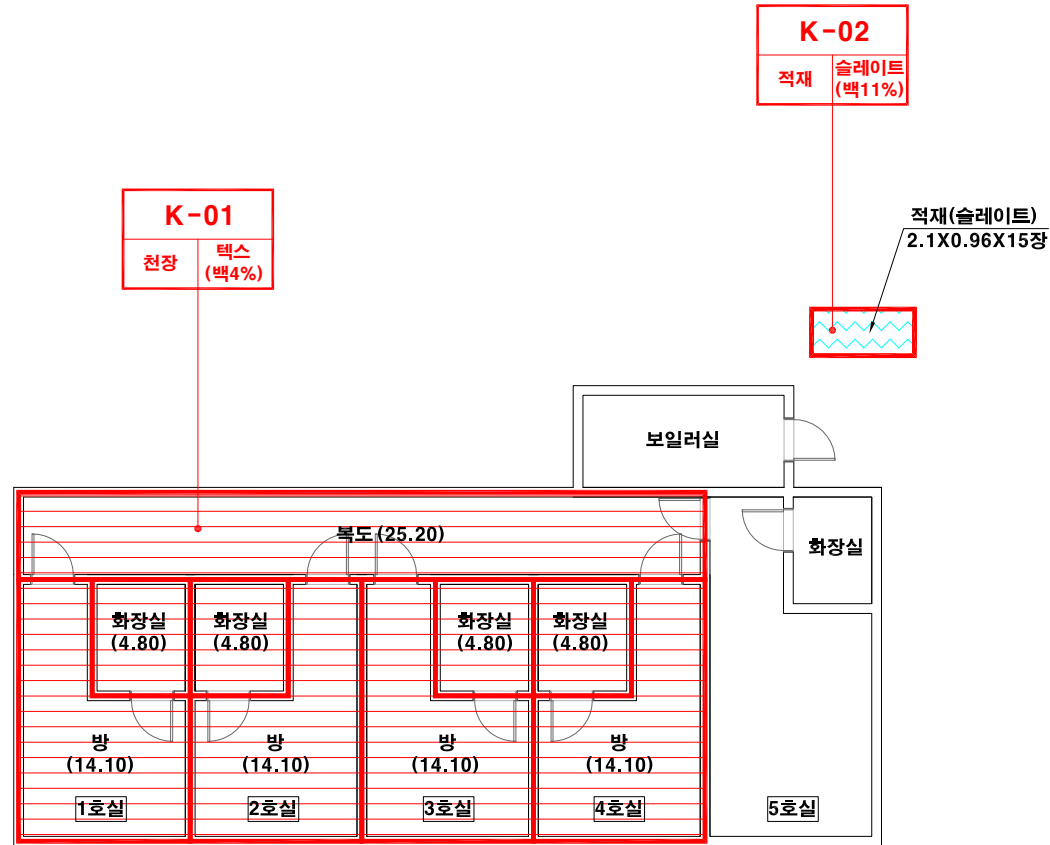 K-02
적재
슬레이트
(백11%)
K-01
천장
텍스
(백4%)
적재(슬레이트)
2.1X0.96X15장
보일러실
복도(25.20)
화장실
화장실
(4.80)
화장실
(4.80)
화장실
(4.80)
화장실
(4.80)
방
(14.10)
방
(14.10)
방
(14.10)
방
(14.10)
1호실
2호실
3호실
4호실
5호실